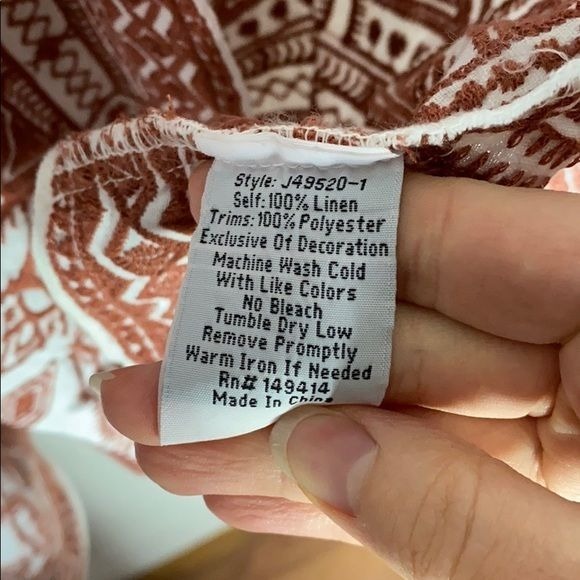 Style: J49520-1
Self:100% Linen
Trims:100% Polyester
Exclusive Of Decoration
Machine Wash Cold
With Like Colors
No Bleach
Tumble Dry Low
Remove Promptly
Warm Iron If Needed
Rn# 149414
Made In China